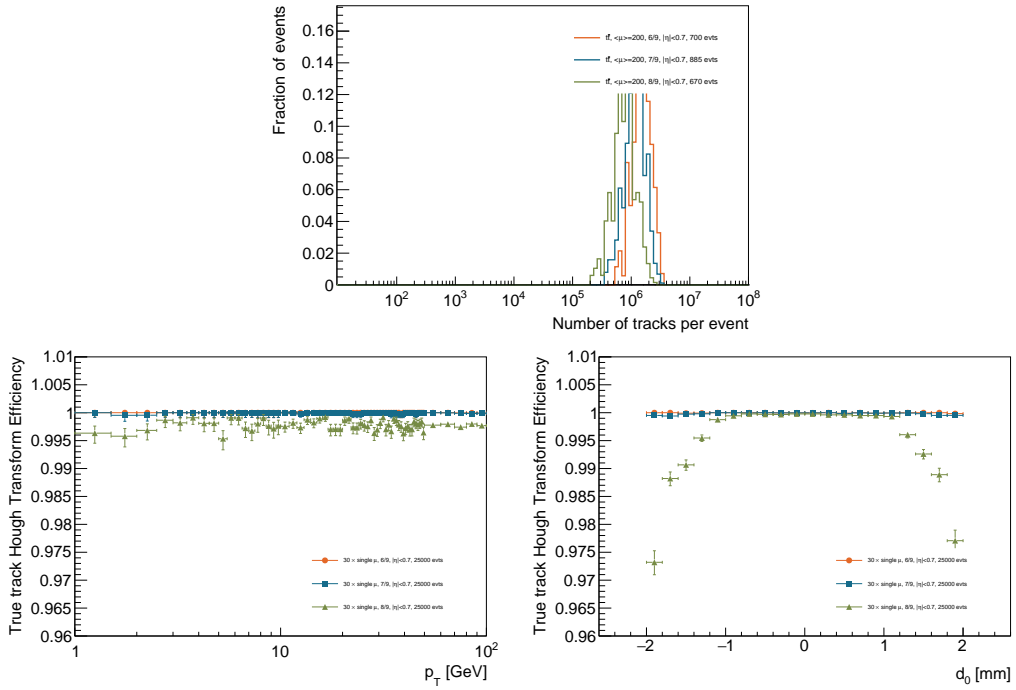 Fraction of events
0.16
0.14
0.12
0.1
0.08
0.06
0.04
0.02
0
tt̄, <μ>=200, 6/9, |η|<0.7, 700 evts
tt̄, <μ>=200, 7/9, |η|<0.7, 885 evts
tt̄, <μ>=200, 8/9, |η|<0.7, 670 evts
10² 10³ 10⁴ 10⁵ 10⁶ 10⁷ 10⁸
Number of tracks per event
True track Hough Transform Efficiency
1.01
1.005
1
0.995
0.99
0.985
0.98
0.975
0.97
0.965
0.96
30 × single μ, 6/9, |η|<0.7, 25000 evts
30 × single μ, 7/9, |η|<0.7, 25000 evts
30 × single μ, 8/9, |η|<0.7, 25000 evts
1 10 10²
p_T [GeV]
True track Hough Transform Efficiency
1.01
1.005
1
0.995
0.99
0.985
0.98
0.975
0.97
0.965
0.96
30 × single μ, 6/9, |η|<0.7, 25000 evts
30 × single μ, 7/9, |η|<0.7, 25000 evts
30 × single μ, 8/9, |η|<0.7, 25000 evts
−2 −1 0 1 2
d₀ [mm]